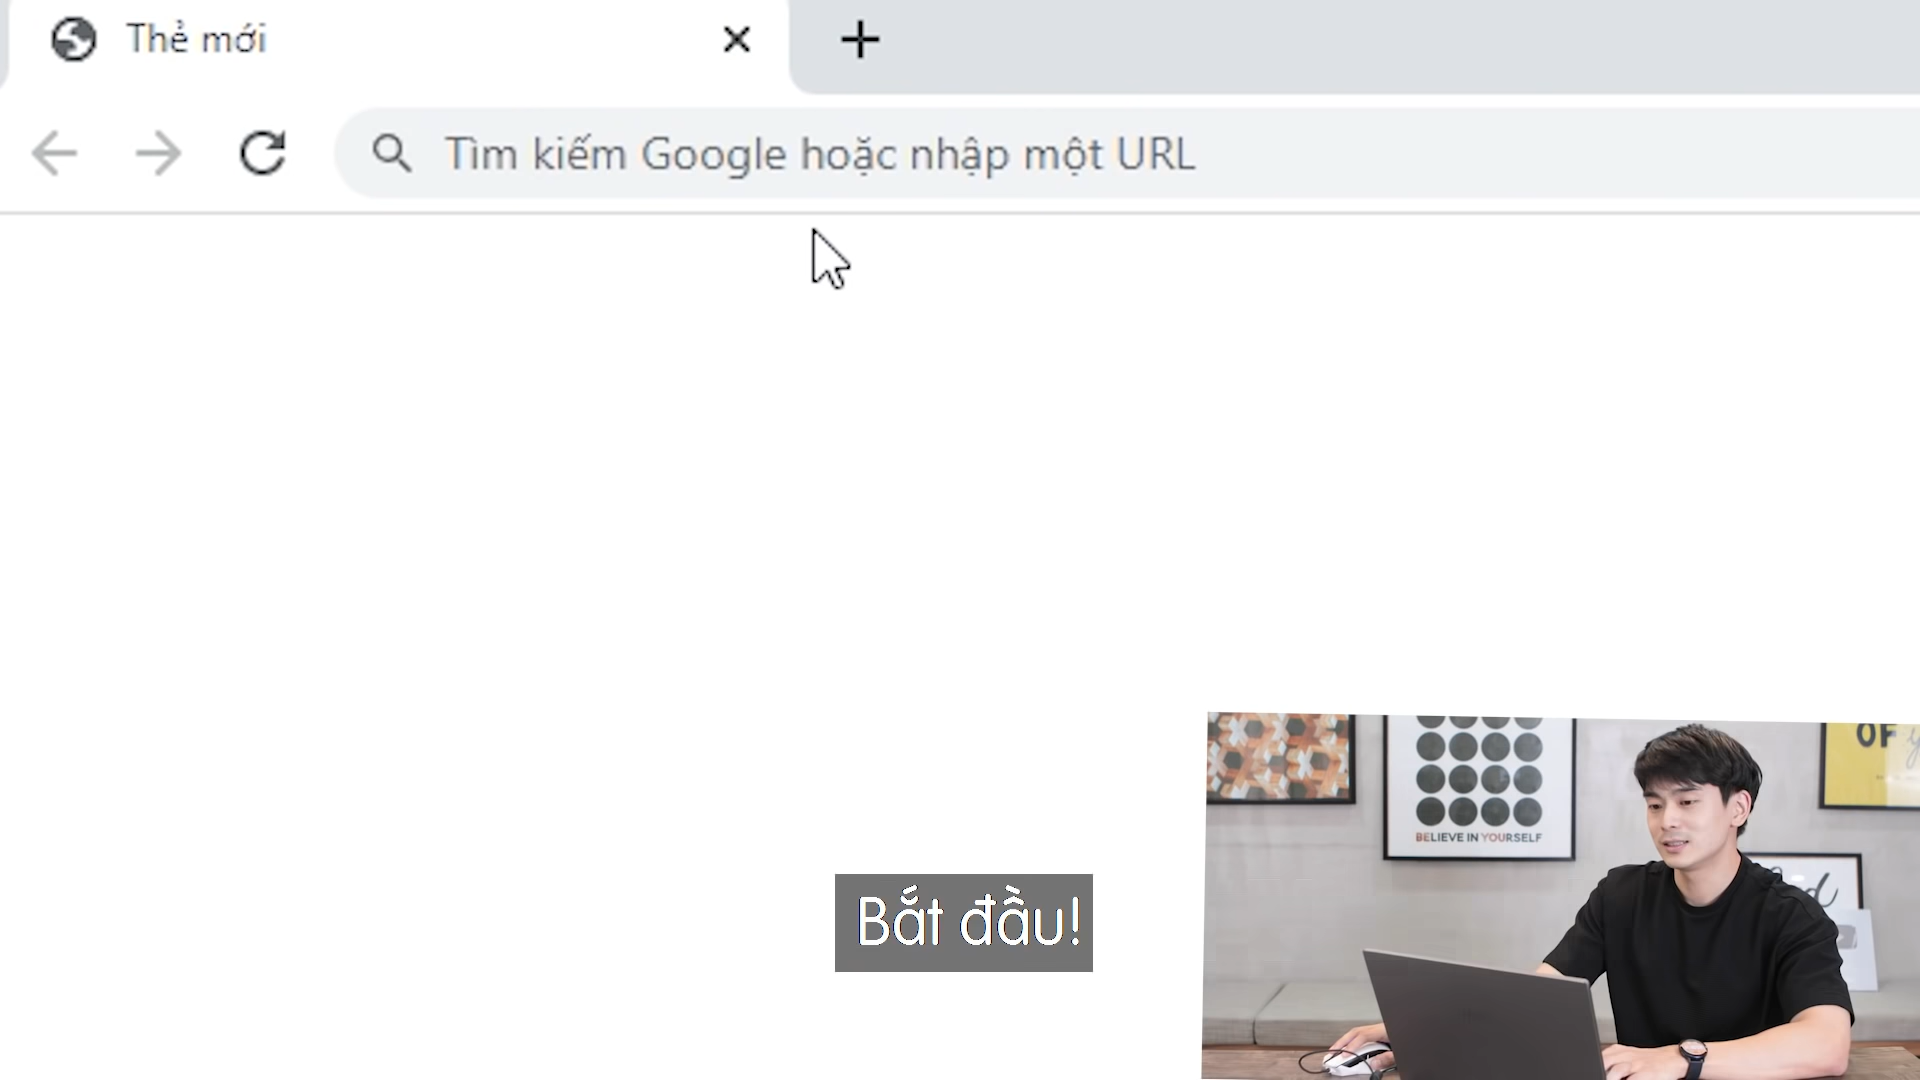 Thẻ mới
Tìm kiếm Google hoặc nhập một URL
OF
BELIEVE IN YOURSELF
Bắt đầu!